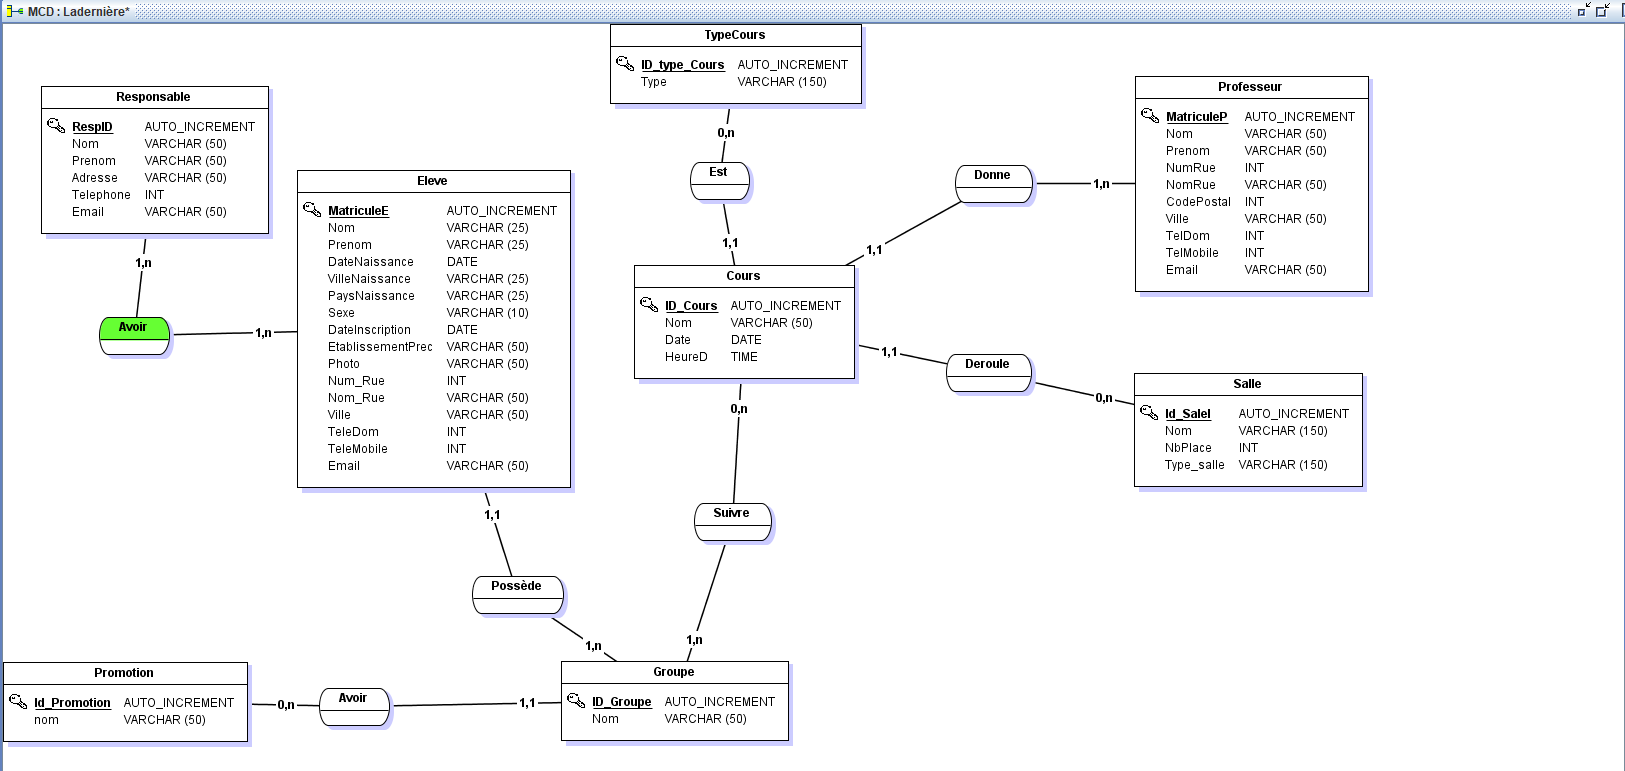 MCD : Ladernière*
TypeCours
ID_type_Cours AUTO_INCREMENT
Type VARCHAR (150)
0,n
Est
1,1
Responsable
RespID AUTO_INCREMENT
Nom VARCHAR (50)
Prenom VARCHAR (50)
Adresse VARCHAR (50)
Telephone INT
Email VARCHAR (50)
1,n
Avoir
1,n
Eleve
MatriculeE AUTO_INCREMENT
Nom VARCHAR (25)
Prenom VARCHAR (25)
DateNaissance DATE
VilleNaissance VARCHAR (25)
PaysNaissance VARCHAR (25)
Sexe VARCHAR (10)
DateInscription DATE
EtablissementPrec VARCHAR (50)
Photo VARCHAR (50)
Num_Rue INT
Nom_Rue VARCHAR (50)
Ville VARCHAR (50)
TeleDom INT
TeleMobile INT
Email VARCHAR (50)
1,1
Possède
1,n
Professeur
MatriculeP AUTO_INCREMENT
Nom VARCHAR (50)
Prenom VARCHAR (50)
NumRue INT
NomRue VARCHAR (50)
CodePostal INT
Ville VARCHAR (50)
TelDom INT
TelMobile INT
Email VARCHAR (50)
Donne
1,n
1,1
Cours
ID_Cours AUTO_INCREMENT
Nom VARCHAR (50)
Date DATE
HeureD TIME
1,1
Deroule
0,n
Salle
Id_Salel AUTO_INCREMENT
Nom VARCHAR (150)
NbPlace INT
Type_salle VARCHAR (150)
0,n
Suivre
1,n
Promotion
Id_Promotion AUTO_INCREMENT
nom VARCHAR (50)
0,n
Avoir
1,1
Groupe
ID_Groupe AUTO_INCREMENT
Nom VARCHAR (50)